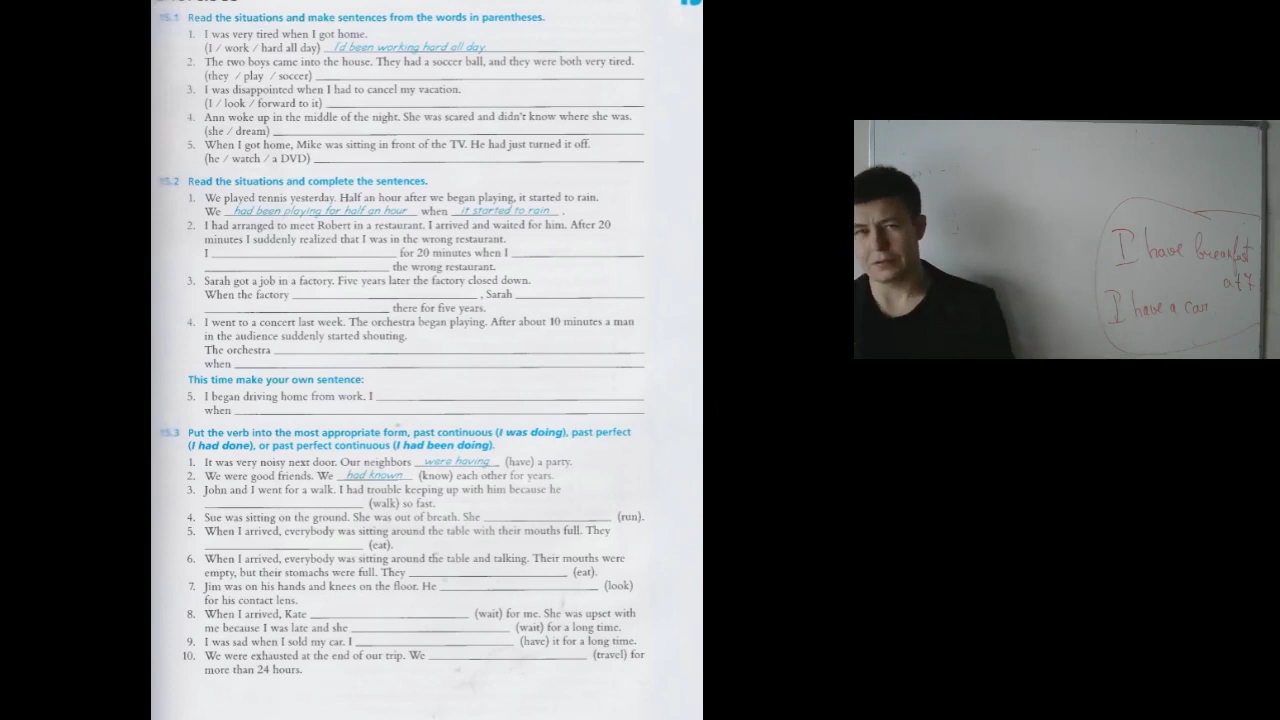 15.1 Read the situations and make sentences from the words in parentheses.
1. I was very tired when I got home.
(I / work / hard all day) I'd been working hard all day.
2. The two boys came into the house. They had a soccer ball, and they were both very tired.
(they / play / soccer)
3. I was disappointed when I had to cancel my vacation.
(I / look / forward to it)
4. Ann woke up in the middle of the night. She was scared and didn't know where she was.
(she / dream)
5. When I got home, Mike was sitting in front of the TV. He had just turned it off.
(he / watch / a DVD)
15.2 Read the situations and complete the sentences.
1. We played tennis yesterday. Half an hour after we began playing, it started to rain.
We had been playing for half an hour when it started to rain .
2. I had arranged to meet Robert in a restaurant. I arrived and waited for him. After 20
minutes I suddenly realized that I was in the wrong restaurant.
I for 20 minutes when I
the wrong restaurant.
3. Sarah got a job in a factory. Five years later the factory closed down.
When the factory , Sarah
there for five years.
4. I went to a concert last week. The orchestra began playing. After about 10 minutes a man
in the audience suddenly started shouting.
The orchestra
when
This time make your own sentence:
5. I began driving home from work. I
when
15.3 Put the verb into the most appropriate form, past continuous (I was doing), past perfect
(I had done), or past perfect continuous (I had been doing).
1. It was very noisy next door. Our neighbors were having (have) a party.
2. We were good friends. We had known (know) each other for years.
3. John and I went for a walk. I had trouble keeping up with him because he
(walk) so fast.
4. Sue was sitting on the ground. She was out of breath. She (run).
5. When I arrived, everybody was sitting around the table with their mouths full. They
(eat).
6. When I arrived, everybody was sitting around the table and talking. Their mouths were
empty, but their stomachs were full. They (eat).
7. Jim was on his hands and knees on the floor. He (look)
for his contact lens.
8. When I arrived, Kate (wait) for me. She was upset with
me because I was late and she (wait) for a long time.
9. I was sad when I sold my car. I (have) it for a long time.
10. We were exhausted at the end of our trip. We (travel) for
more than 24 hours.
I have breakfast
at 7
I have a car